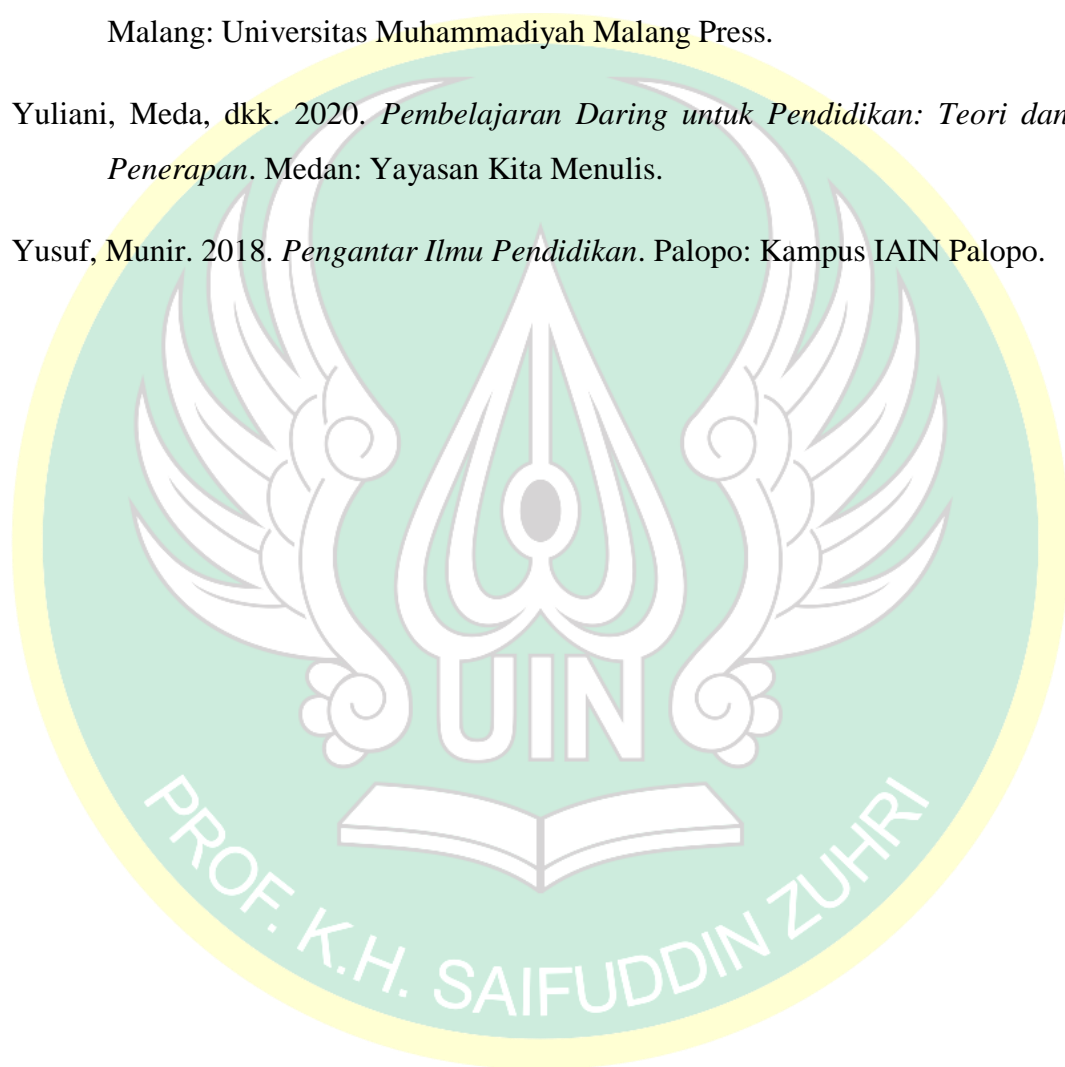 Malang: Universitas Muhammadiyah Malang Press.
Yuliani, Meda, dkk. 2020. Pembelajaran Daring untuk Pendidikan: Teori dan
Penerapan. Medan: Yayasan Kita Menulis.
Yusuf, Munir. 2018. Pengantar Ilmu Pendidikan. Palopo: Kampus IAIN Palopo.
UIN
PROF. K.H. SAIFUDDIN ZUHRI